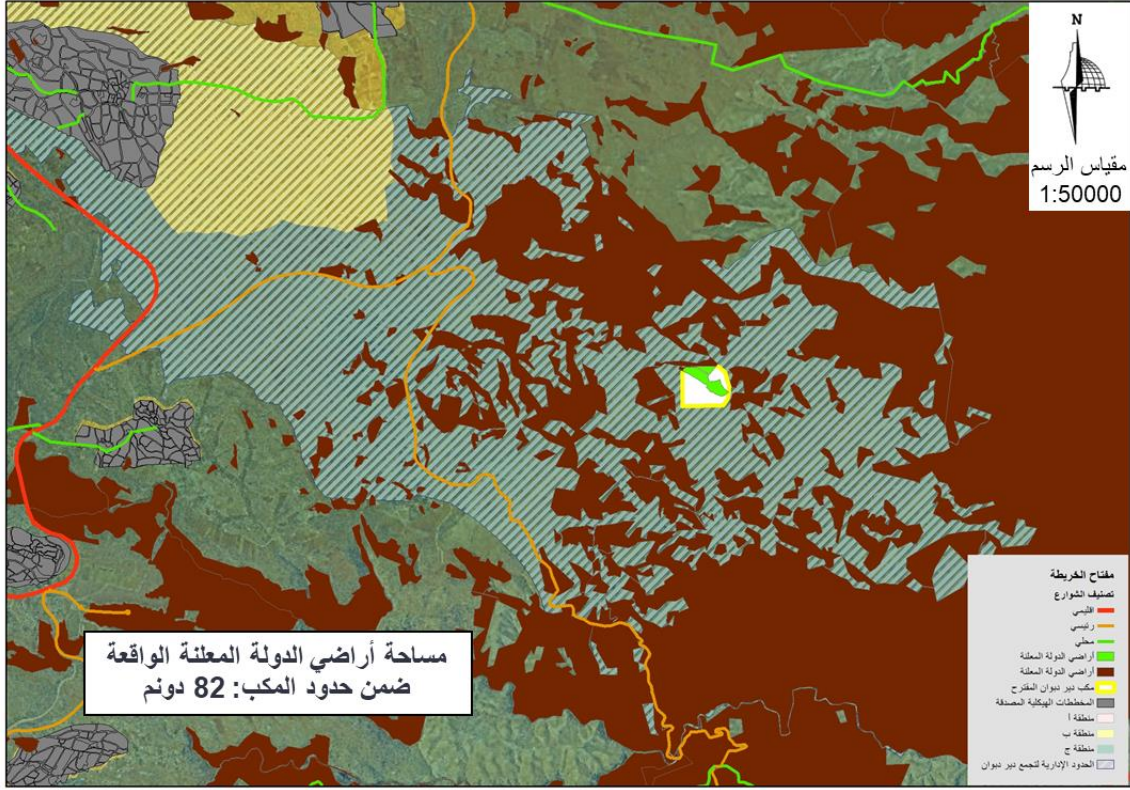 N
مقياس الرسم
1:50000
مساحة أراضي الدولة المعلنة الواقعة
ضمن حدود المكب: 82 دونم
مفتاح الخريطة
تصنيف الشوارع
اقليمي
رئيسي
محلي
أراضي الدولة المعلنة
أراضي الدولة المعلنة
مكب دير دبوان المقترح
المخططات الهيكلية المصدقة
منطقة أ
منطقة ب
منطقة ج
الحدود الإدارية لتجمع دير دبوان